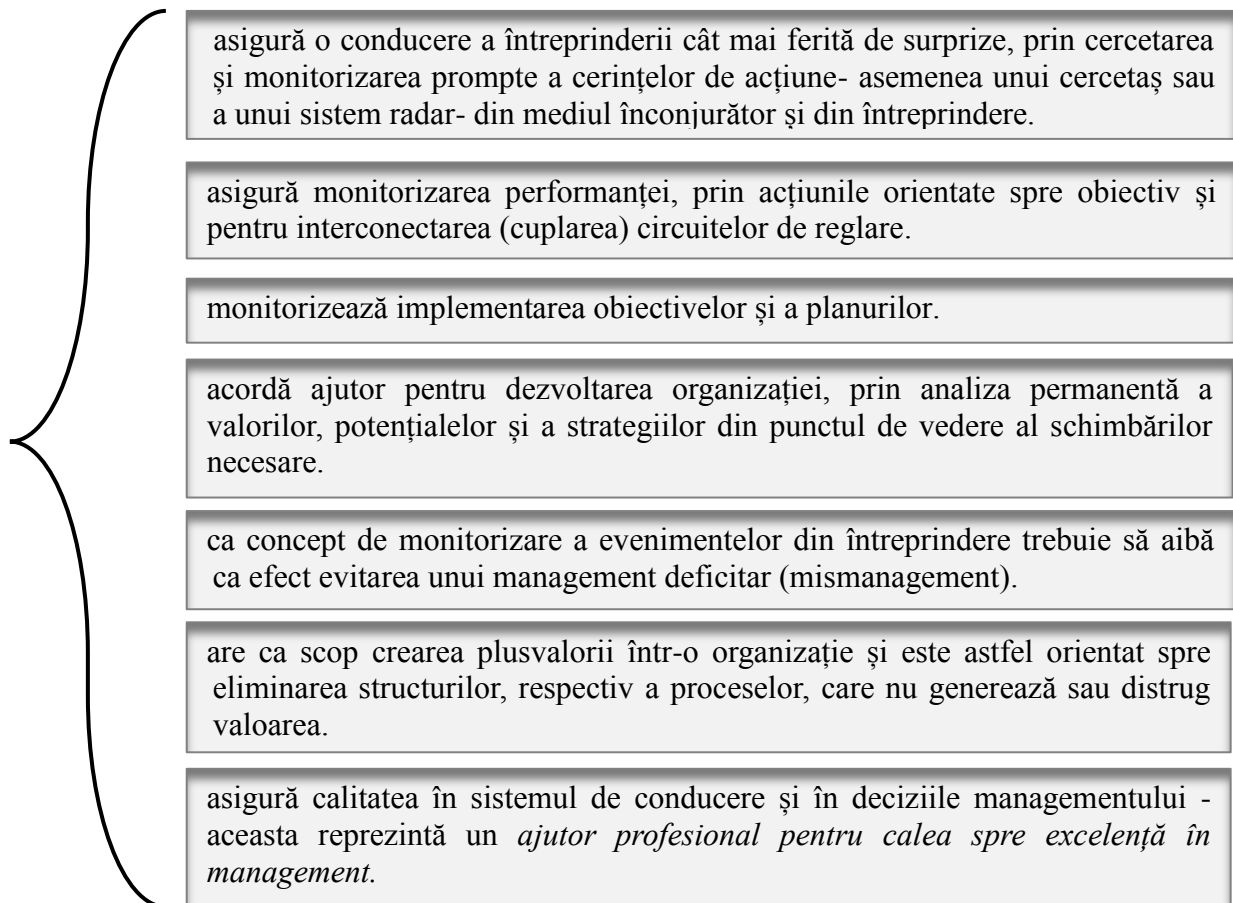 asigură o conducere a întreprinderii cât mai ferită de surprize, prin cercetarea
și monitorizarea prompte a cerințelor de acțiune- asemenea unui cercetaș sau
a unui sistem radar- din mediul înconjurător și din întreprindere.
asigură monitorizarea performanței, prin acțiunile orientate spre obiectiv și
pentru interconectarea (cuplarea) circuitelor de reglare.
monitorizează implementarea obiectivelor și a planurilor.
acordă ajutor pentru dezvoltarea organizației, prin analiza permanentă a
valorilor, potențialelor și a strategiilor din punctul de vedere al schimbărilor
necesare.
ca concept de monitorizare a evenimentelor din întreprindere trebuie să aibă
ca efect evitarea unui management deficitar (mismanagement).
are ca scop crearea plusvalorii într-o organizație și este astfel orientat spre
eliminarea structurilor, respectiv a proceselor, care nu generează sau distrug
valoarea.
asigură calitatea în sistemul de conducere și în deciziile managementului -
aceasta reprezintă un ajutor profesional pentru calea spre excelență în
management.